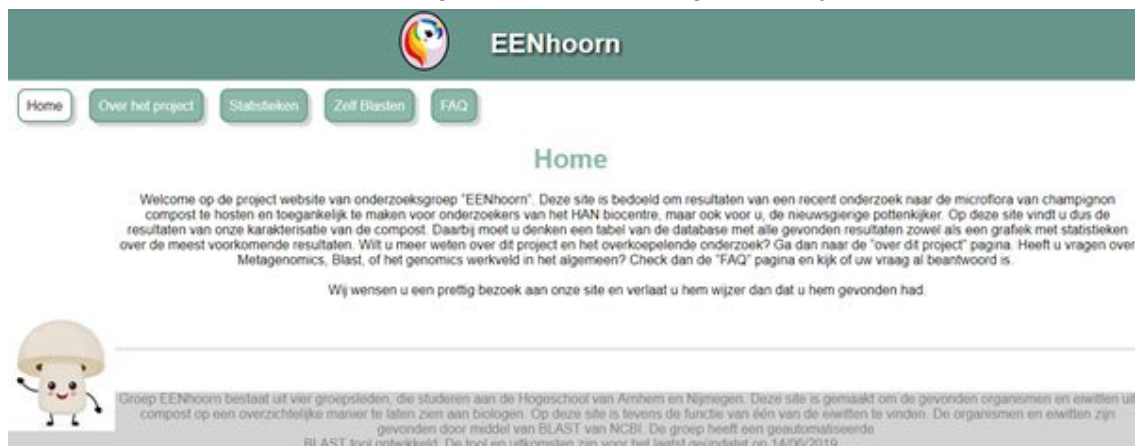 EENhoorn
Home Over het project Statistieken Zelf Blasten FAQ
Home
Welcome op de project website van onderzoeksgroep "EENhoorn". Deze site is bedoeld om resultaten van een recent onderzoek naar de microflora van champignon
compost te hosten en toegankelijk te maken voor onderzoekers van het HAN biocentre, maar ook voor u, de nieuwsgierige pottenkijker. Op deze site vindt u dus de
resultaten van onze karakterisatie van de compost. Daarbij moet u denken een tabel van de database met alle gevonden resultaten zowel als een grafiek met statistieken
over de meest voorkomende resultaten. Wilt u meer weten over dit project en het overkoepelende onderzoek? Ga dan naar de "over dit project" pagina. Heeft u vragen over
Metagenomics, Blast, of het genomics werkveld in het algemeen? Check dan de "FAQ" pagina en kijk of uw vraag al beantwoord is.
Wij wensen u een prettig bezoek aan onze site en verlaat u hem wijzer dan dat u hem gevonden had.
Groep EENhoorn bestaat uit vier groepsleden, die studeren aan de Hogoschool van Arnhem en Nijmegen. Deze site is gemaakt om de gevonden organismen en eiwitten uit
compost op een overzichtelijke manier te laten zien aan biologen. Op deze site is tevens de functie van één van de eiwitten te vinden. De organismen en eiwitten zijn
gevonden door middel van BLAST van NCBI. De groep heeft een geautomatiseerde
BLAST tool ontwikkeld. De tool en uitkomsten zijn voor het laatst geüpdatet op 14/06/2019